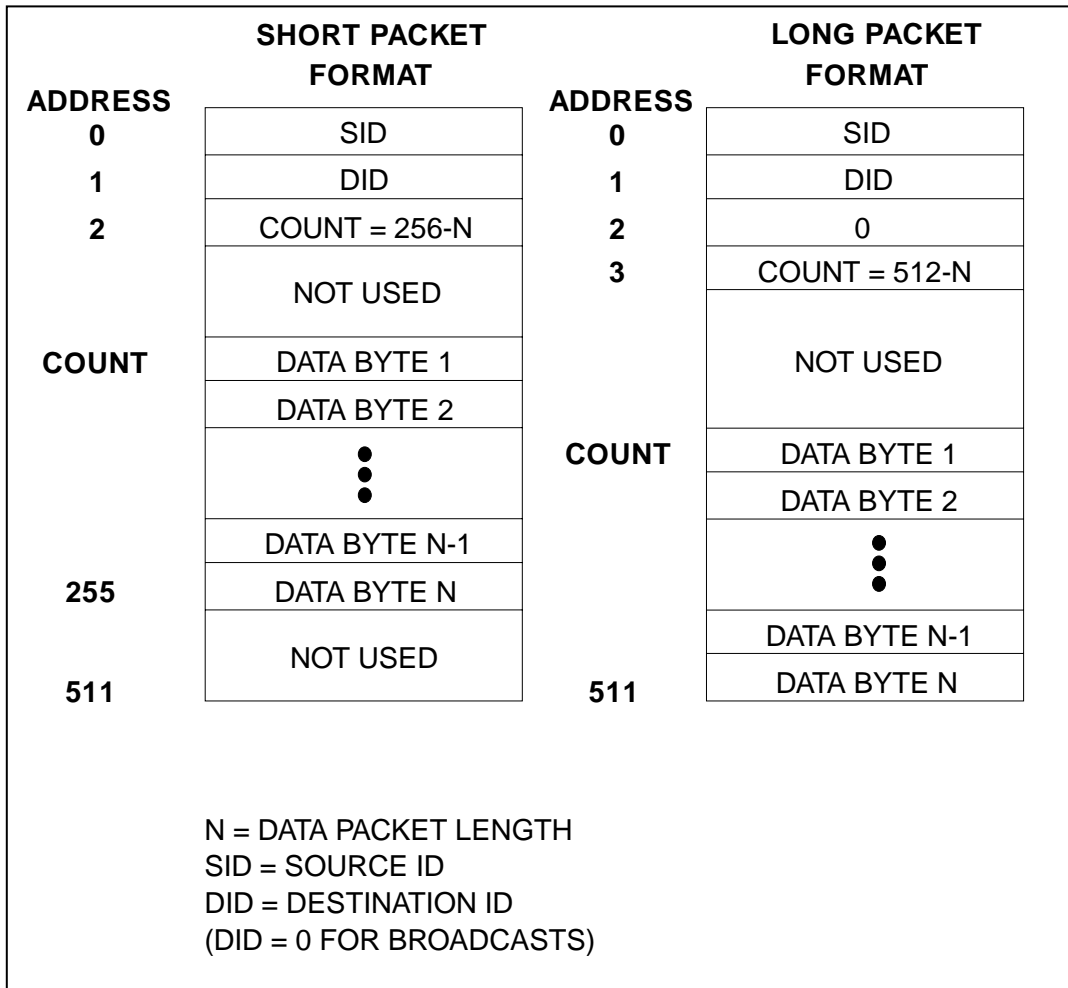 SHORT PACKET
FORMAT
ADDRESS
0 SID
1 DID
2 COUNT = 256-N
NOT USED
COUNT DATA BYTE 1
DATA BYTE 2
DATA BYTE N-1
255 DATA BYTE N
NOT USED
511
LONG PACKET
FORMAT
ADDRESS
0 SID
1 DID
2 0
3 COUNT = 512-N
NOT USED
COUNT DATA BYTE 1
DATA BYTE 2
DATA BYTE N-1
511 DATA BYTE N
N = DATA PACKET LENGTH
SID = SOURCE ID
DID = DESTINATION ID
(DID = 0 FOR BROADCASTS)